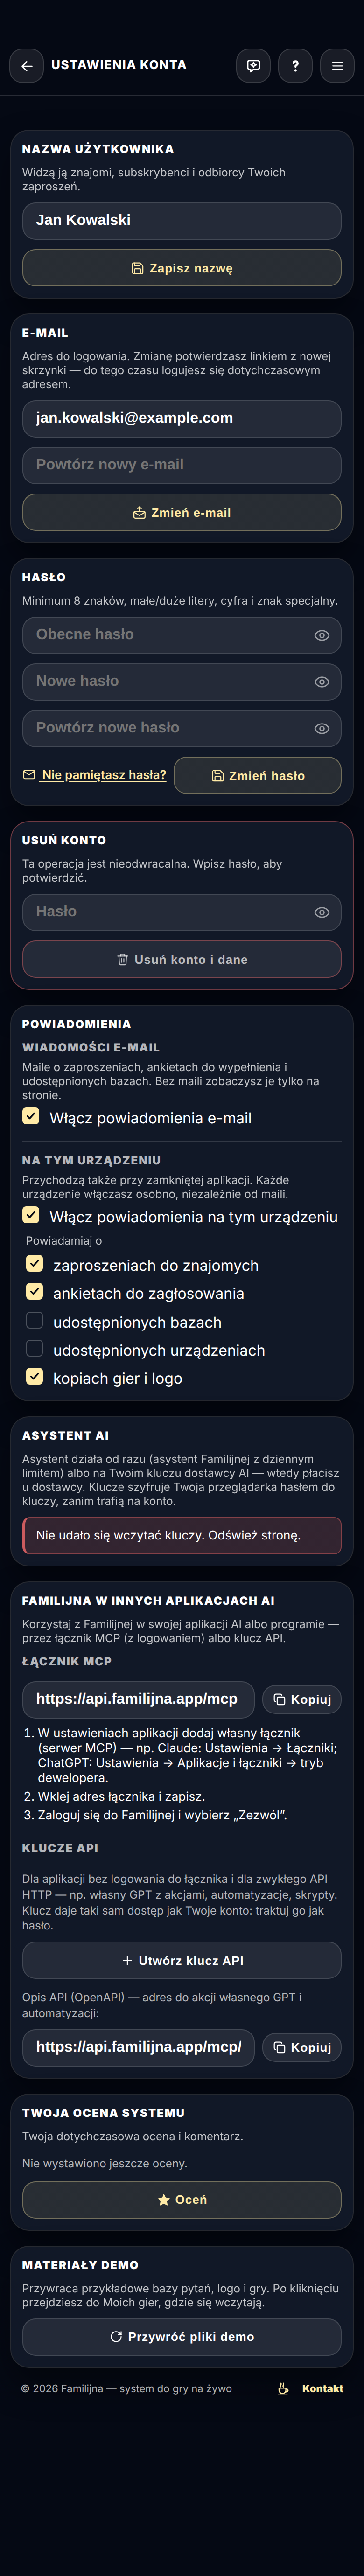 USTAWIENIA KONTA
?
NAZWA UŻYTKOWNIKA
Widzą ją znajomi, subskrybenci i odbiorcy Twoich
zaproszeń.
Jan Kowalski
Zapisz nazwę
E-MAIL
Adres do logowania. Zmianę potwierdzasz linkiem z nowej
skrzynki — do tego czasu logujesz się dotychczasowym
adresem.
jan.kowalski@example.com
Powtórz nowy e-mail
Zmień e-mail
HASŁO
Minimum 8 znaków, małe/duże litery, cyfra i znak specjalny.
Obecne hasło
Nowe hasło
Powtórz nowe hasło
Nie pamiętasz hasła?
Zmień hasło
USUŃ KONTO
Ta operacja jest nieodwracalna. Wpisz hasło, aby
potwierdzić.
Hasło
Usuń konto i dane
POWIADOMIENIA
WIADOMOŚCI E-MAIL
Maile o zaproszeniach, ankietach do wypełnienia i
udostępnionych bazach. Bez maili zobaczysz je tylko na
stronie.
Włącz powiadomienia e-mail
NA TYM URZĄDZENIU
Przychodzą także przy zamkniętej aplikacji. Każde
urządzenie włączasz osobno, niezależnie od maili.
Włącz powiadomienia na tym urządzeniu
Powiadamiaj o
zaproszeniach do znajomych
ankietach do zagłosowania
udostępnionych bazach
udostępnionych urządzeniach
kopiach gier i logo
ASYSTENT AI
Asystent działa od razu (asystent Familijnej z dziennym
limitem) albo na Twoim kluczu dostawcy AI — wtedy płacisz
u dostawcy. Klucze szyfruje Twoja przeglądarka hasłem do
kluczy, zanim trafią na konto.
Nie udało się wczytać kluczy. Odśwież stronę.
FAMILIJNA W INNYCH APLIKACJACH AI
Korzystaj z Familijnej w swojej aplikacji AI albo programie —
przez łącznik MCP (z logowaniem) albo klucz API.
ŁĄCZNIK MCP
https://api.familijna.app/mcp
Kopiuj
1. W ustawieniach aplikacji dodaj własny łącznik
(serwer MCP) — np. Claude: Ustawienia → Łączniki;
ChatGPT: Ustawienia → Aplikacje i łączniki → tryb
dewelopera.
2. Wklej adres łącznika i zapisz.
3. Zaloguj się do Familijnej i wybierz „Zezwól”.
KLUCZE API
Dla aplikacji bez logowania do łącznika i dla zwykłego API
HTTP — np. własny GPT z akcjami, automatyzacje, skrypty.
Klucz daje taki sam dostęp jak Twoje konto: traktuj go jak
hasło.
Utwórz klucz API
Opis API (OpenAPI) — adres do akcji własnego GPT i
automatyzacji:
https://api.familijna.app/mcp/
Kopiuj
TWOJA OCENA SYSTEMU
Twoja dotychczasowa ocena i komentarz.
Nie wystawiono jeszcze oceny.
Oceń
MATERIAŁY DEMO
Przywraca przykładowe bazy pytań, logo i gry. Po kliknięciu
przejdziesz do Moich gier, gdzie się wczytają.
Przywróć pliki demo
© 2026 Familijna — system do gry na żywo
Kontakt